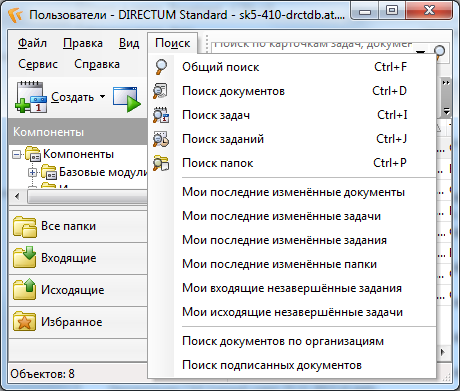 Пользователи - DIRECTUM Standard - sk5-410-drctdb.at....
Файл Правка Вид Поиск Поиск по карточкам задач, докумен
Сервис Справка
Создать
Компоненты
Компоненты
Базовые модули
Все папки
Входящие
Исходящие
Избранное
Объектов: 8
Общий поиск Ctrl+F
Поиск документов Ctrl+D
Поиск задач Ctrl+I
Поиск заданий Ctrl+J
Поиск папок Ctrl+P
Мои последние изменённые документы
Мои последние изменённые задачи
Мои последние изменённые задания
Мои последние изменённые папки
Мои входящие незавершённые задания
Мои исходящие незавершённые задачи
Поиск документов по организациям
Поиск подписанных документов